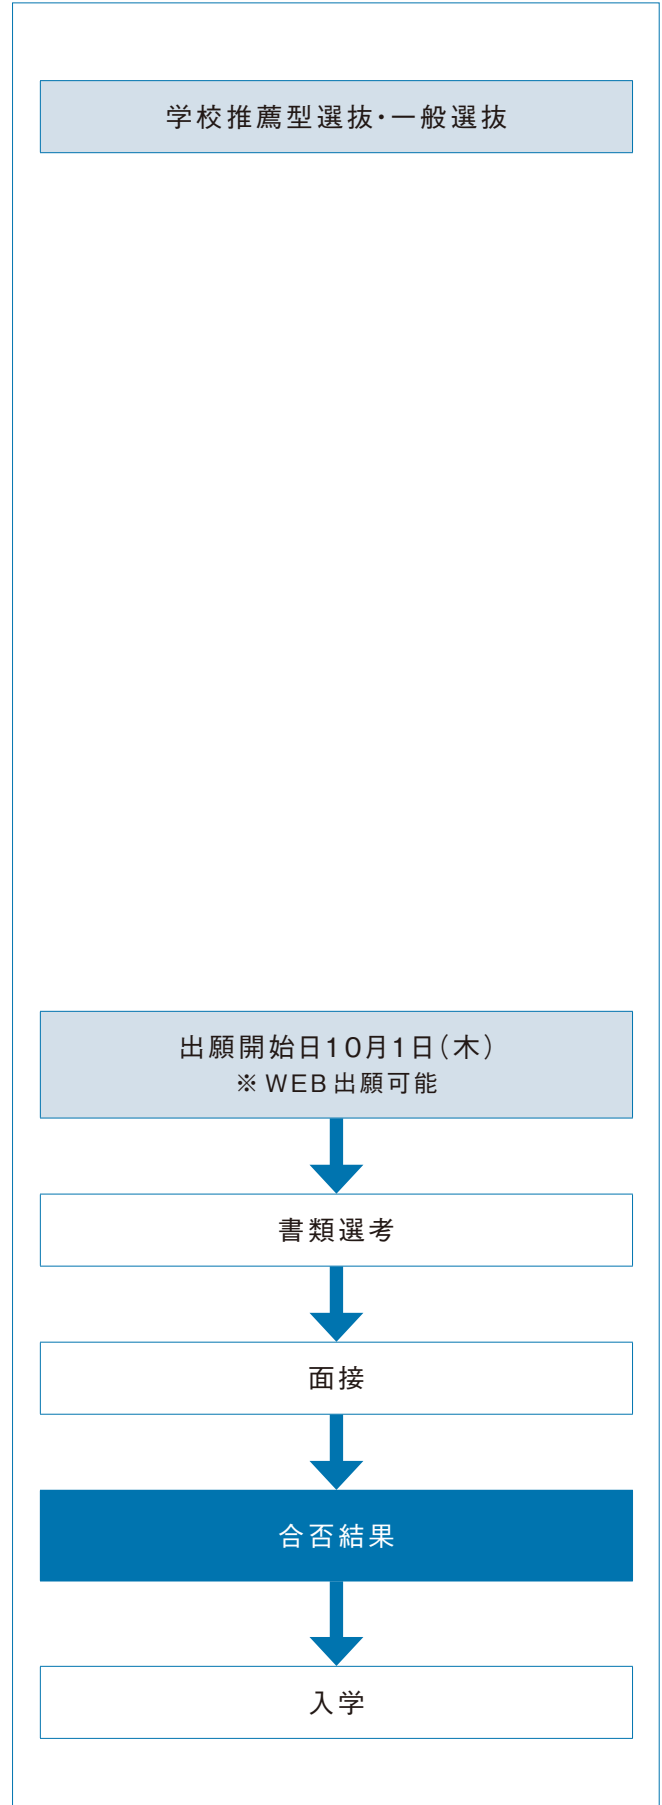 学校推薦型選抜・一般選抜
出願開始日10月1日（木）
※WEB出願可能
書類選考
面接
合否結果
入学